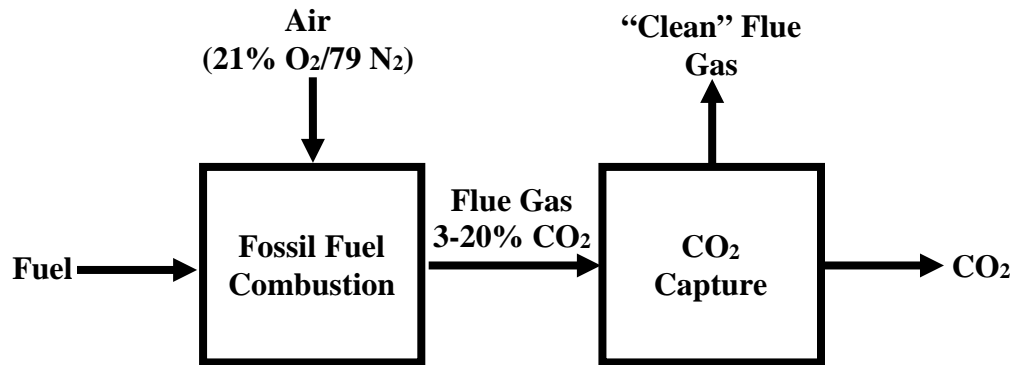 Air
(21% O₂/79 N₂)
“Clean” Flue
Gas
Fuel
Fossil Fuel
Combustion
Flue Gas
3-20% CO₂
CO₂
Capture
CO₂